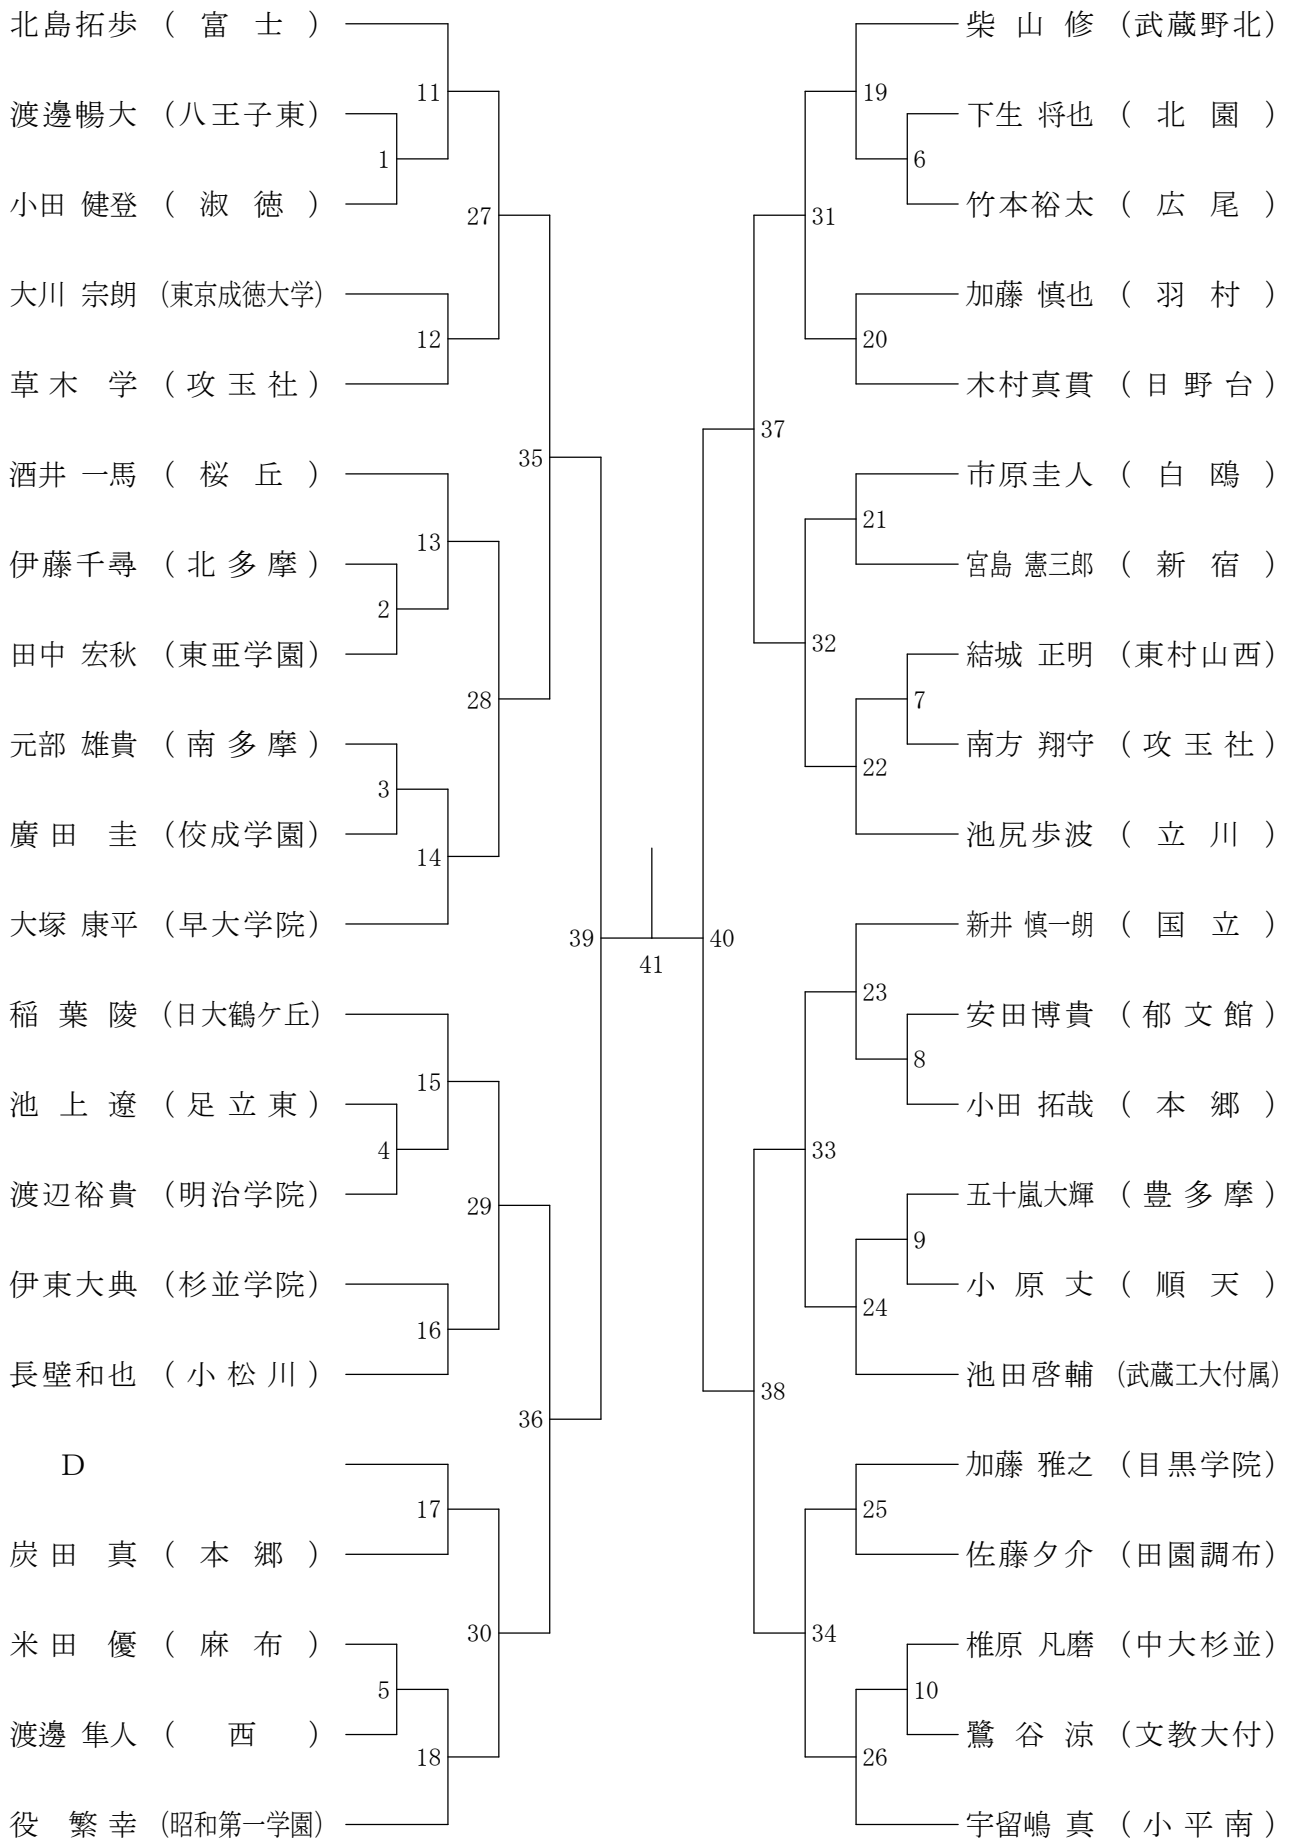 北島拓歩 (富士)
渡邊暢大 (八王子東)
小田 健登 (淑徳)
大川 宗朗 (東京成徳大学)
草木 学 (攻玉社)
酒井 一馬 (桜丘)
伊藤千尋 (北多摩)
田中 宏秋 (東亜学園)
元部 雄貴 (南多摩)
廣田 圭 (佼成学園)
大塚 康平 (早大学院)
稲葉陵 (日大鶴ケ丘)
池上遼 (足立東)
渡辺裕貴 (明治学院)
伊東大典 (杉並学院)
長壁和也 (小松川)
D
炭田 真 (本郷)
米田 優 (麻布)
渡邊 隼人 (西)
役 繁幸 (昭和第一学園)
1
2
3
4
5
11
12
13
14
15
16
17
18
27
28
29
30
35
36
39
41
40
37
38
31
32
33
34
19
20
21
22
23
24
25
26
6
7
8
9
10
柴山修 (武蔵野北)
下生 将也 (北園)
竹本裕太 (広尾)
加藤 慎也 (羽村)
木村真貫 (日野台)
市原圭人 (白鴎)
宮島 憲三郎 (新宿)
結城 正明 (東村山西)
南方 翔守 (攻玉社)
池尻歩波 (立川)
新井 慎一朗 (国立)
安田博貴 (郁文館)
小田 拓哉 (本郷)
五十嵐大輝 (豊多摩)
小原丈 (順天)
池田啓輔 (武蔵工大付属)
加藤 雅之 (目黒学院)
佐藤夕介 (田園調布)
椎原 凡磨 (中大杉並)
鷺谷涼 (文教大付)
宇留嶋 真 (小平南)